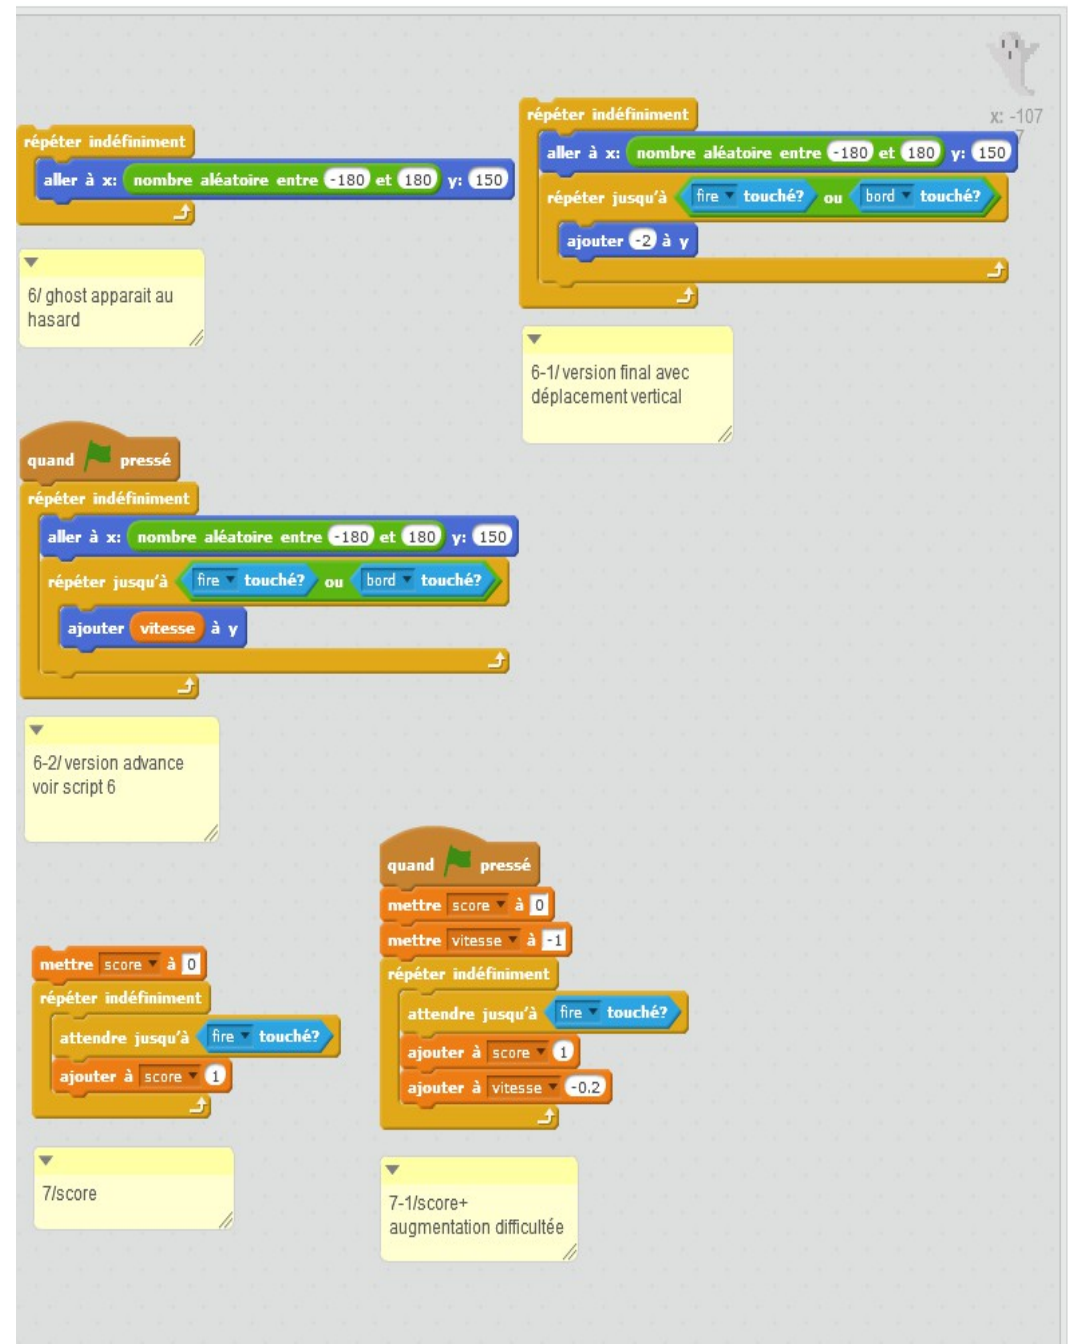 répéter indéfiniment
aller à x: nombre aléatoire entre -180 et 180 y: 150
6/ ghost apparait au
hasard
x: -107
7
répéter indéfiniment
aller à x: nombre aléatoire entre -180 et 180 y: 150
répéter jusqu'à fire touché? ou bord touché?
ajouter -2 à y
6-1/ version final avec
déplacement vertical
quand pressé
répéter indéfiniment
aller à x: nombre aléatoire entre -180 et 180 y: 150
répéter jusqu'à fire touché? ou bord touché?
ajouter vitesse à y
6-2/ version advance
voir script 6
mettre score à 0
répéter indéfiniment
attendre jusqu'à fire touché?
ajouter à score 1
7/score
quand pressé
mettre score à 0
mettre vitesse à -1
répéter indéfiniment
attendre jusqu'à fire touché?
ajouter à score 1
ajouter à vitesse -0.2
7-1/score+
augmentation difficultée